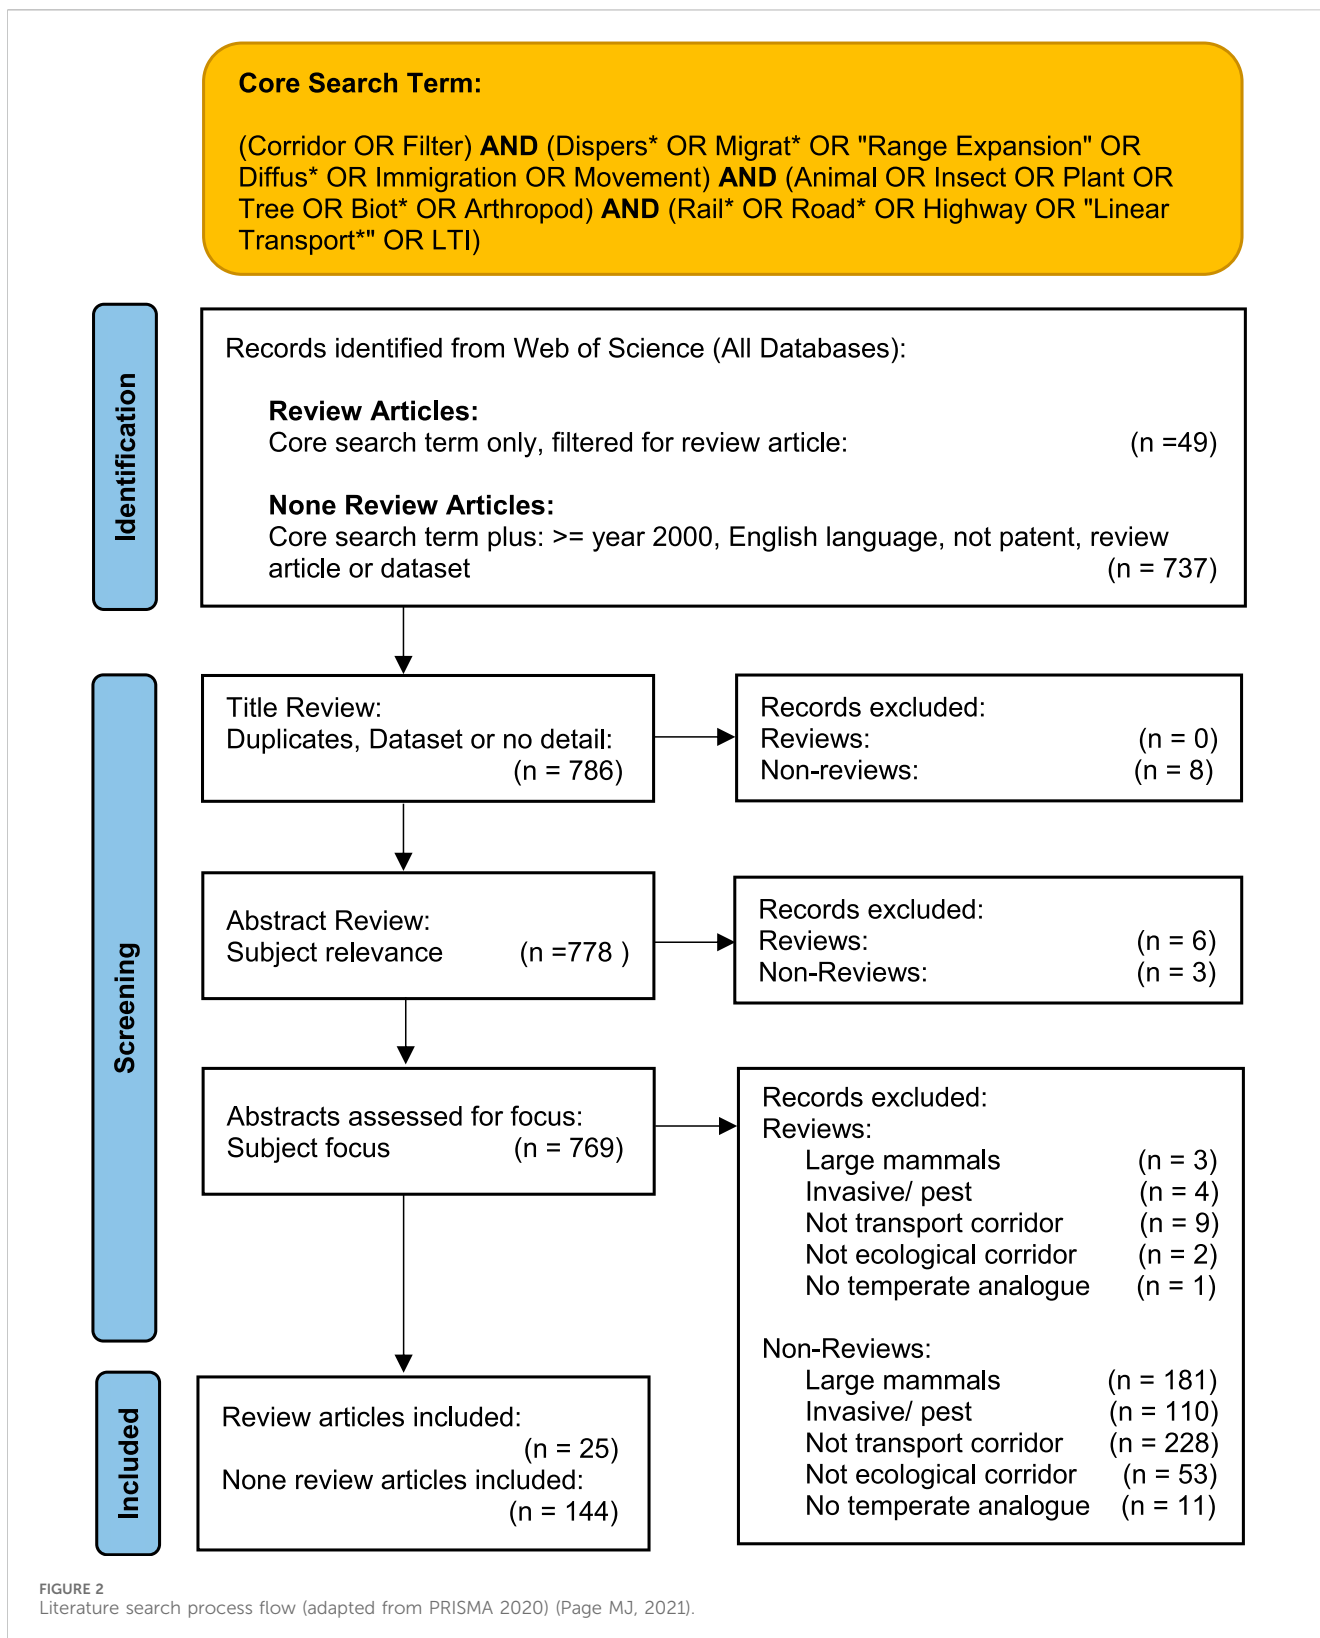 Core Search Term:
(Corridor OR Filter) AND (Dispers* OR Migrat* OR "Range Expansion" OR
Diffus* OR Immigration OR Movement) AND (Animal OR Insect OR Plant OR
Tree OR Biot* OR Arthropod) AND (Rail* OR Road* OR Highway OR "Linear
Transport*" OR LTI)
Identification
Records identified from Web of Science (All Databases):
Review Articles:
Core search term only, filtered for review article: (n =49)
None Review Articles:
Core search term plus: >= year 2000, English language, not patent, review
article or dataset (n = 737)
Screening
Title Review:
Duplicates, Dataset or no detail:
(n = 786)
Records excluded:
Reviews: (n = 0)
Non-reviews: (n = 8)
Abstract Review:
Subject relevance (n =778 )
Records excluded:
Reviews: (n = 6)
Non-Reviews: (n = 3)
Abstracts assessed for focus:
Subject focus (n = 769)
Records excluded:
Reviews:
Large mammals (n = 3)
Invasive/ pest (n = 4)
Not transport corridor (n = 9)
Not ecological corridor (n = 2)
No temperate analogue (n = 1)
Non-Reviews:
Large mammals (n = 181)
Invasive/ pest (n = 110)
Not transport corridor (n = 228)
Not ecological corridor (n = 53)
No temperate analogue (n = 11)
Included
Review articles included:
(n = 25)
None review articles included:
(n = 144)
FIGURE 2
Literature search process flow (adapted from PRISMA 2020) (Page MJ, 2021).